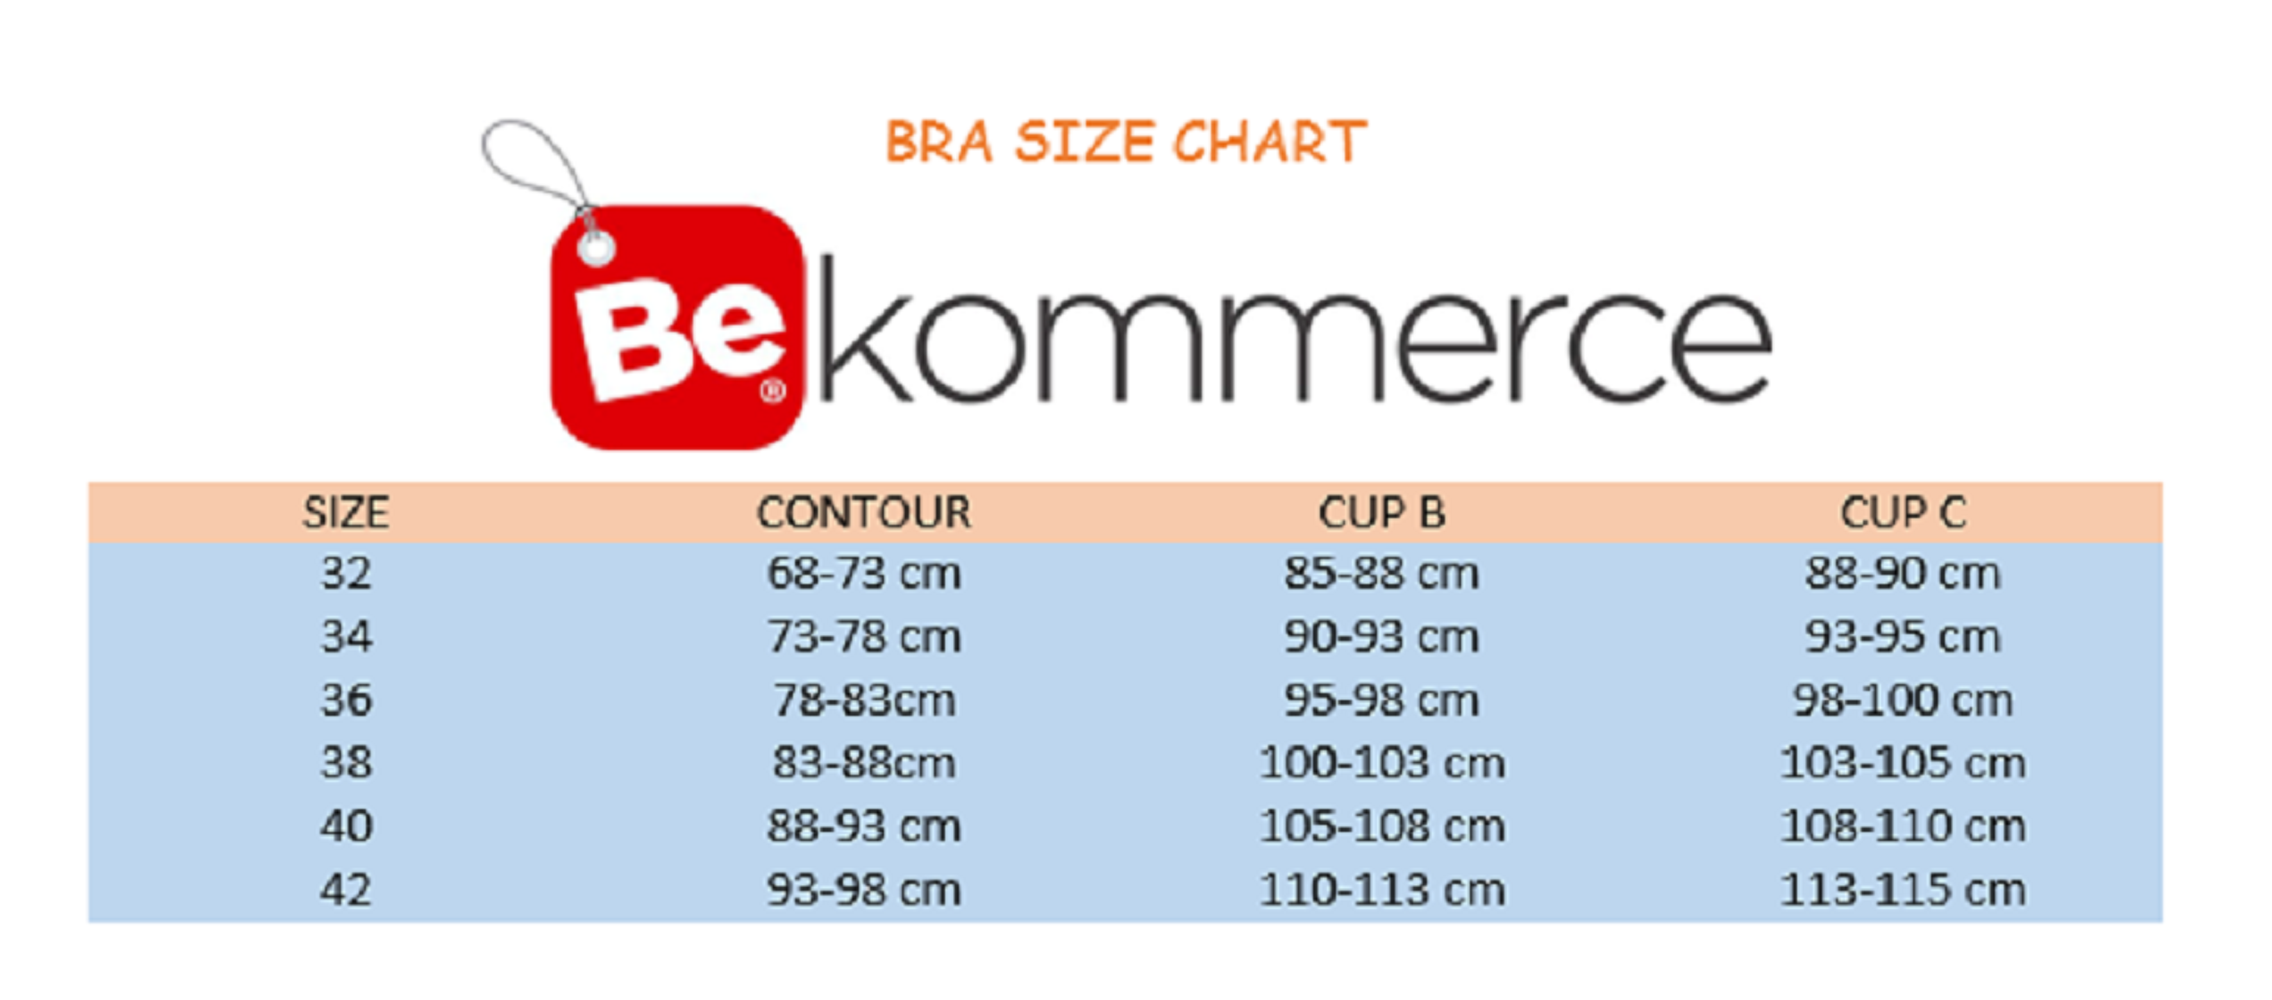 BRA SIZE CHART
Be® kommerce
SIZE CONTOUR CUP B CUP C
32 68-73 cm 85-88 cm 88-90 cm
34 73-78 cm 90-93 cm 93-95 cm
36 78-83cm 95-98 cm 98-100 cm
38 83-88cm 100-103 cm 103-105 cm
40 88-93 cm 105-108 cm 108-110 cm
42 93-98 cm 110-113 cm 113-115 cm